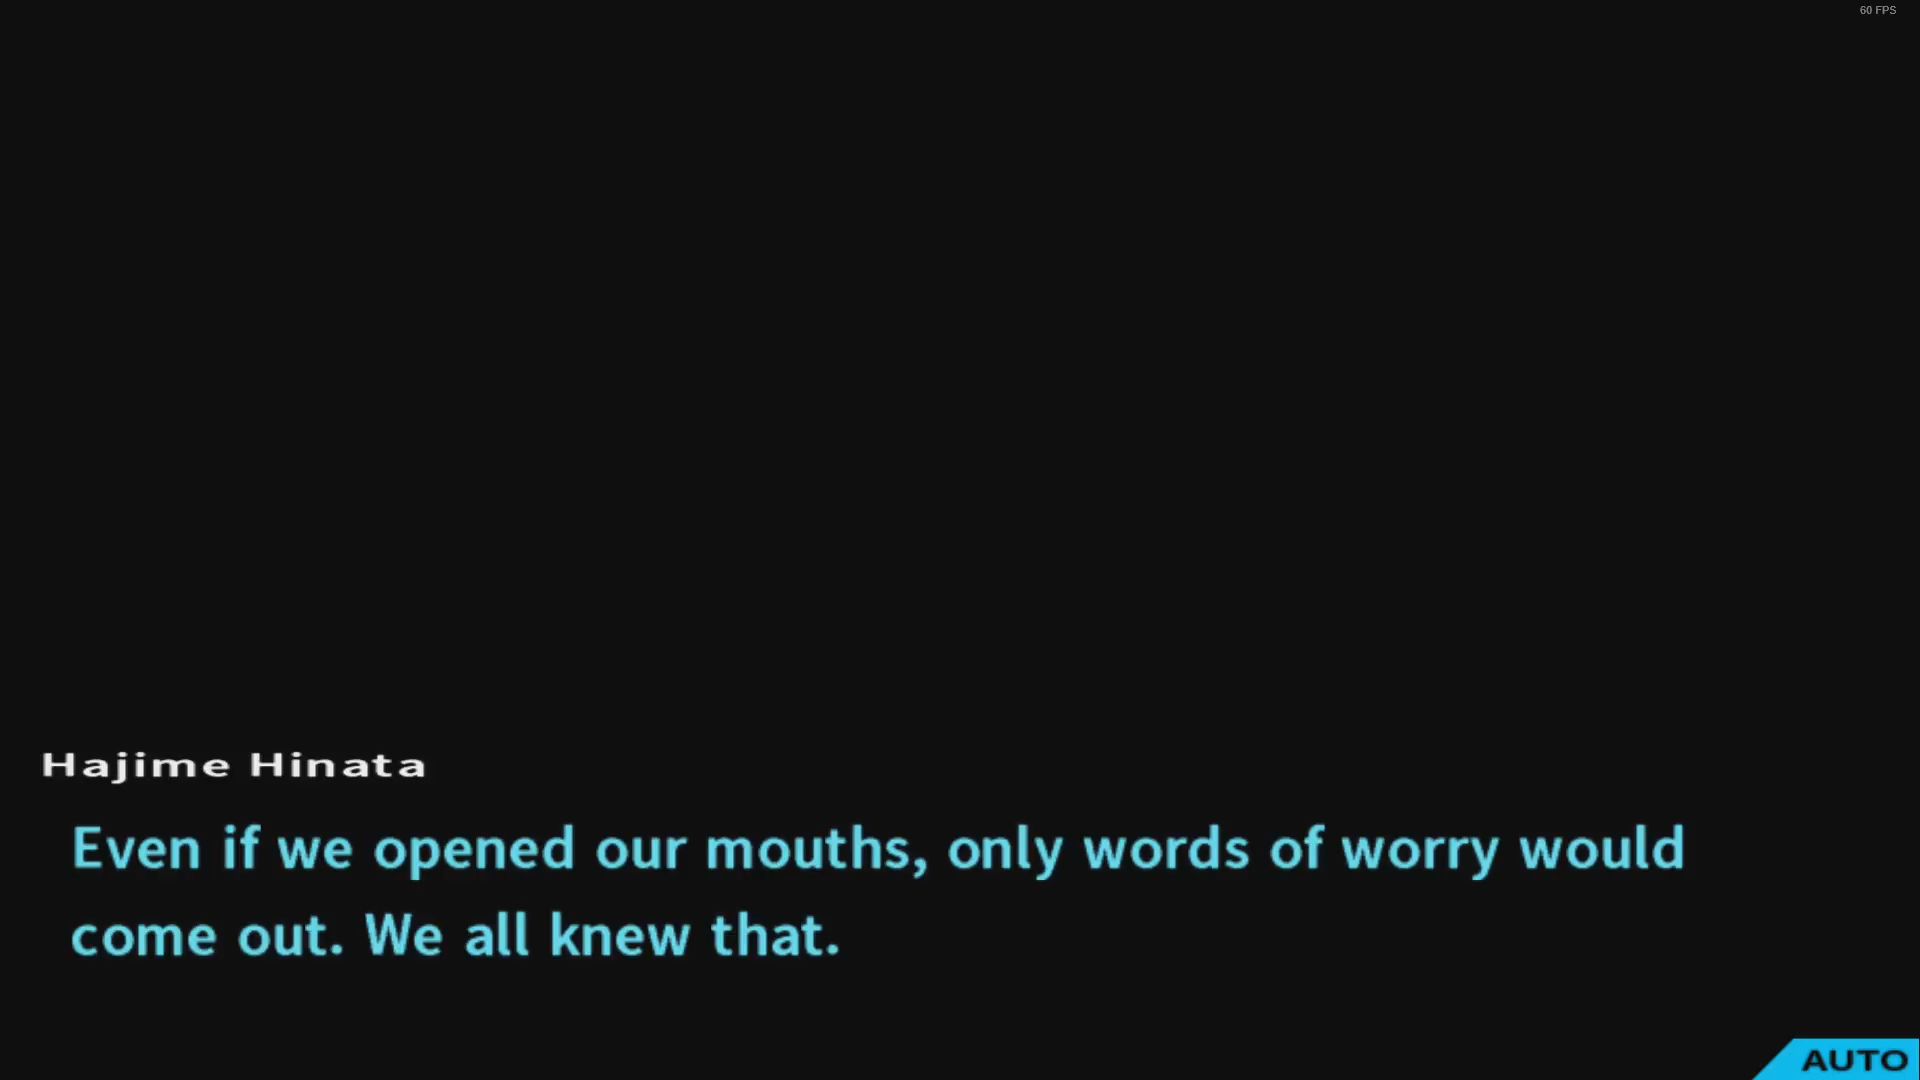 60 FPS
Hajime Hinata
Even if we opened our mouths, only words of worry would
come out. We all knew that.
AUTO